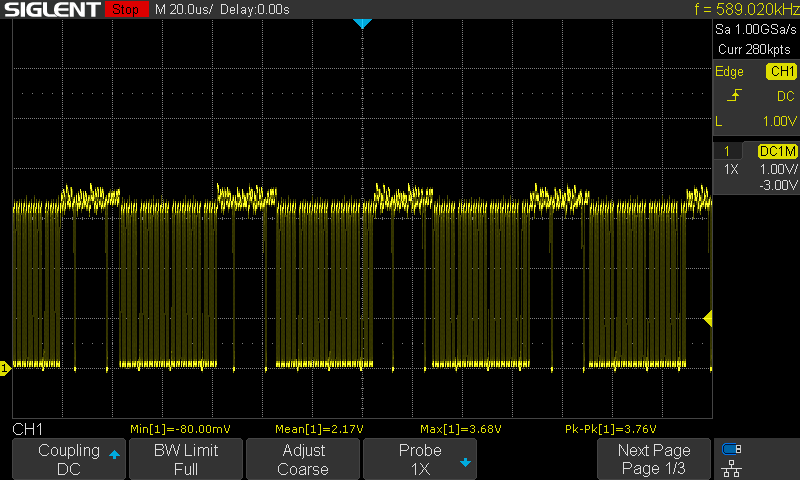 SIGLENT Stop M 20.0us/ Delay:0.00s f = 589.020kHz
Sa 1.00GSa/s
Curr 280kpts
Edge CH1
DC
L 1.00V
1 DC1M
1X 1.00V/
-3.00V
1
CH1 Min[1]=-80.00mV Mean[1]=2.17V Max[1]=3.68V Pk-Pk[1]=3.76V
Coupling BW Limit Adjust Probe Next Page
DC Full Coarse 1X Page 1/3